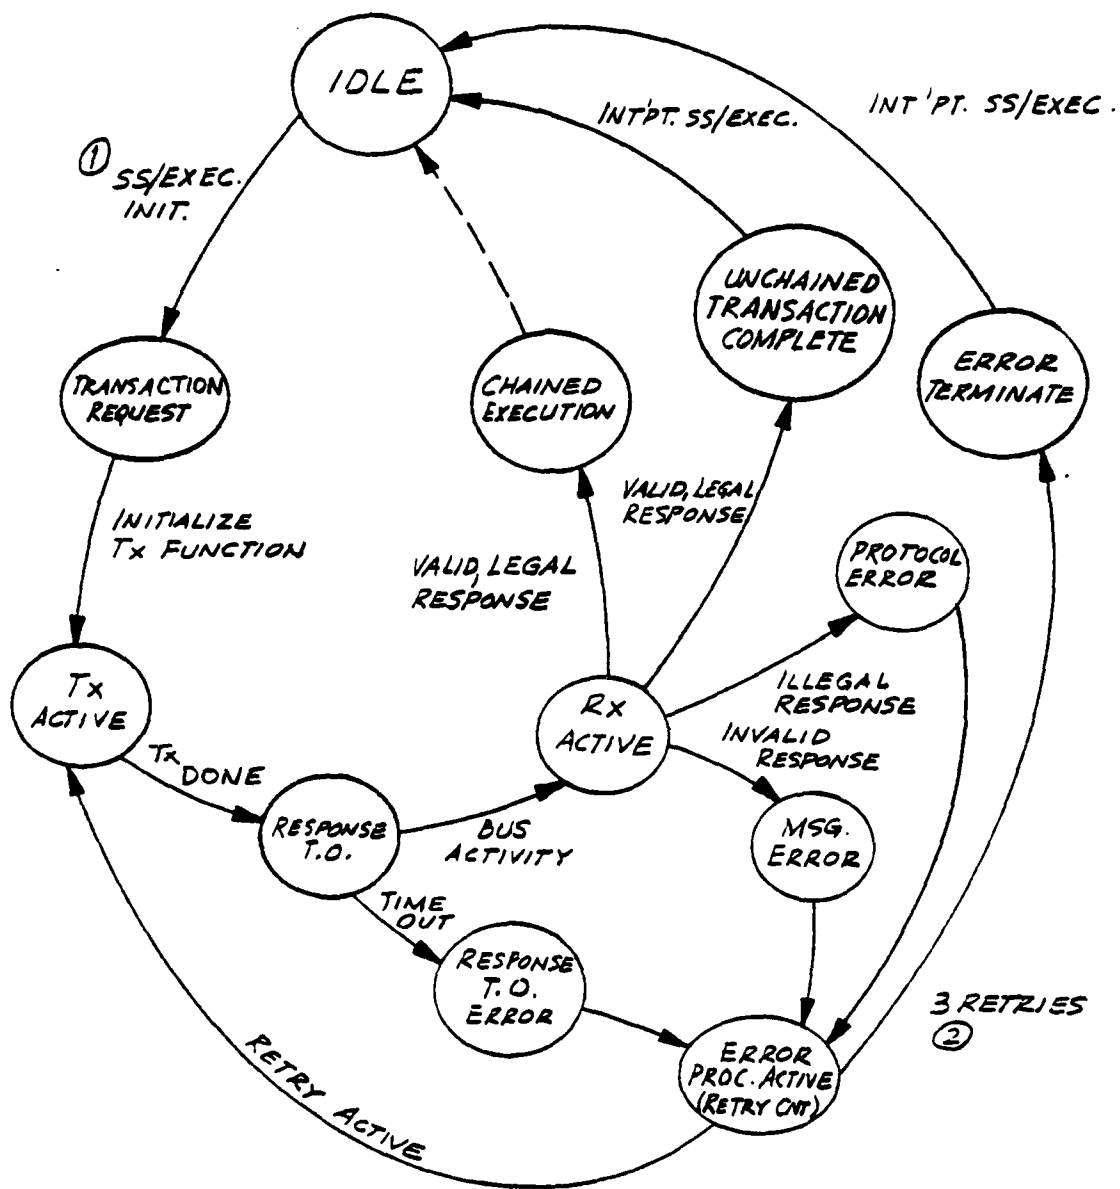 IDLE
INT'PT. SS/EXEC.
INT'PT. SS/EXEC.
①
SS/EXEC.
INIT.
UNCHAINED
TRANSACTION
COMPLETE
TRANSACTION
REQUEST
CHAINED
EXECUTION
ERROR
TERMINATE
VALID, LEGAL
RESPONSE
INITIALIZE
Tx FUNCTION
VALID, LEGAL
RESPONSE
PROTOCOL
ERROR
Tx
ACTIVE
RX
ACTIVE
ILLEGAL
RESPONSE
INVALID
RESPONSE
Tx DONE
RESPONSE
T.O.
BUS
ACTIVITY
MSG.
ERROR
TIME
OUT
RESPONSE
T.O.
ERROR
3 RETRIES
②
ERROR
PROC. ACTIVE
(RETRY CNT)
RETRY ACTIVE